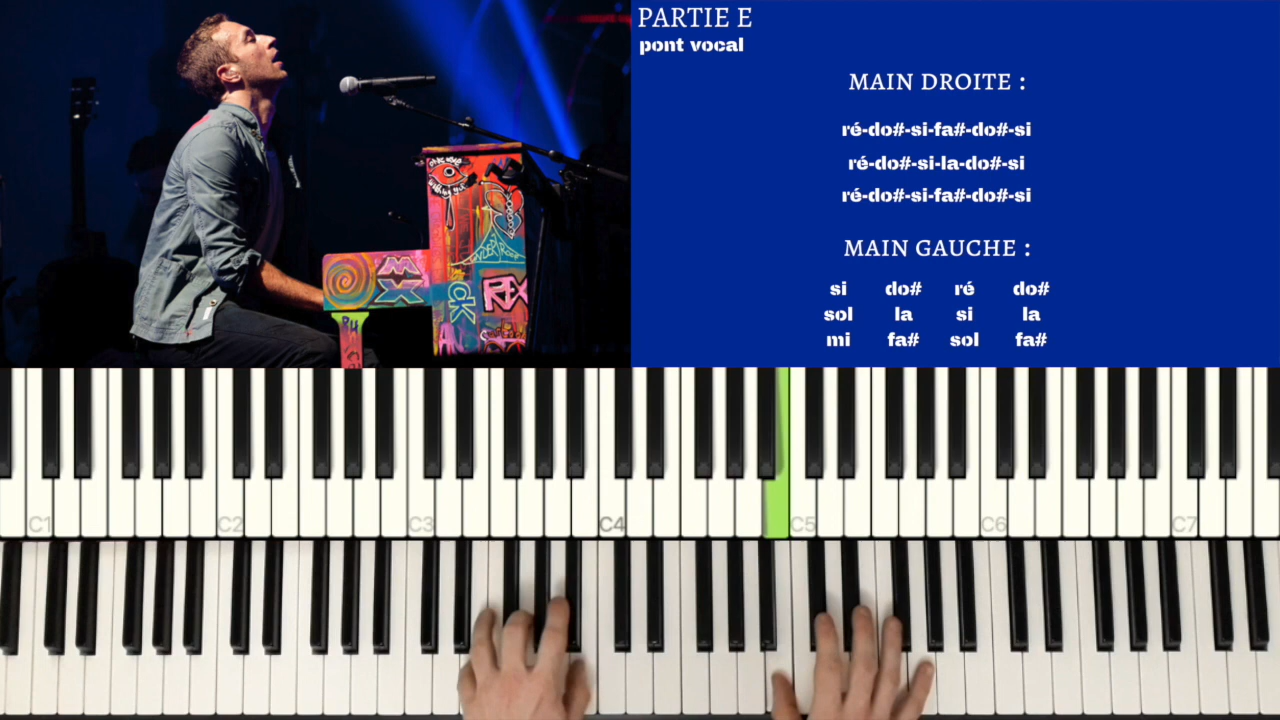 PARTIE E
pont vocal
MAIN DROITE :
ré-do#-si-fa#-do#-si
ré-do#-si-la-do#-si
ré-do#-si-fa#-do#-si
MAIN GAUCHE :
si do# ré do#
sol la si la
mi fa# sol fa#
C1 C2 C3 C4 C5 C6 C7